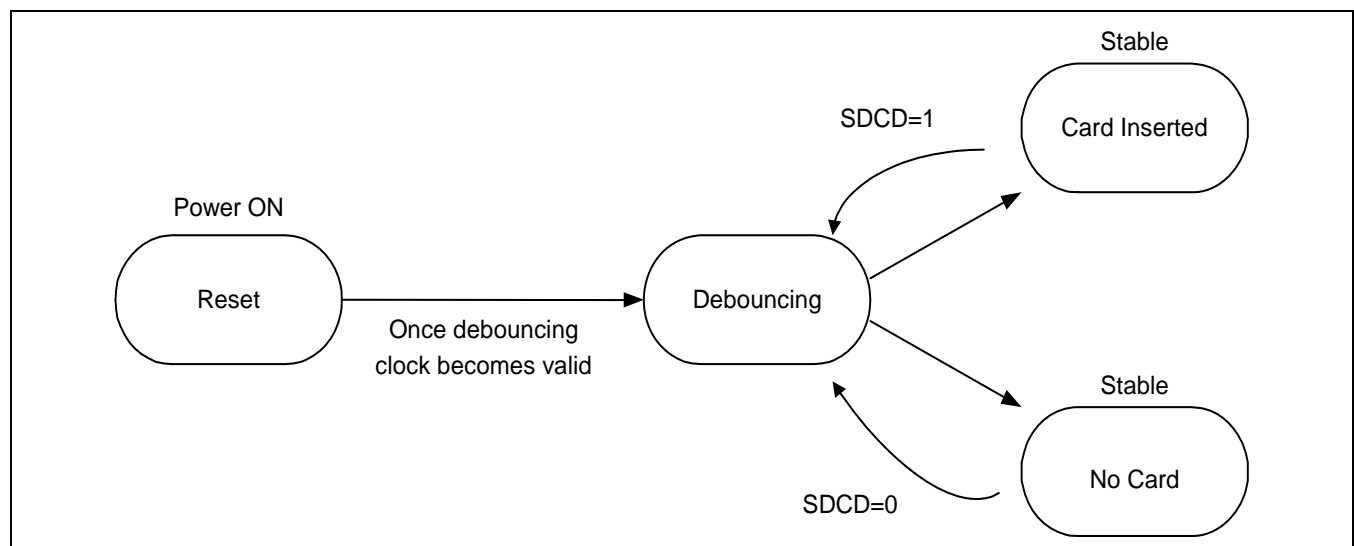 Stable
Card Inserted
SDCD=1
Power ON
Reset
Once debouncing
clock becomes valid
Debouncing
Stable
No Card
SDCD=0